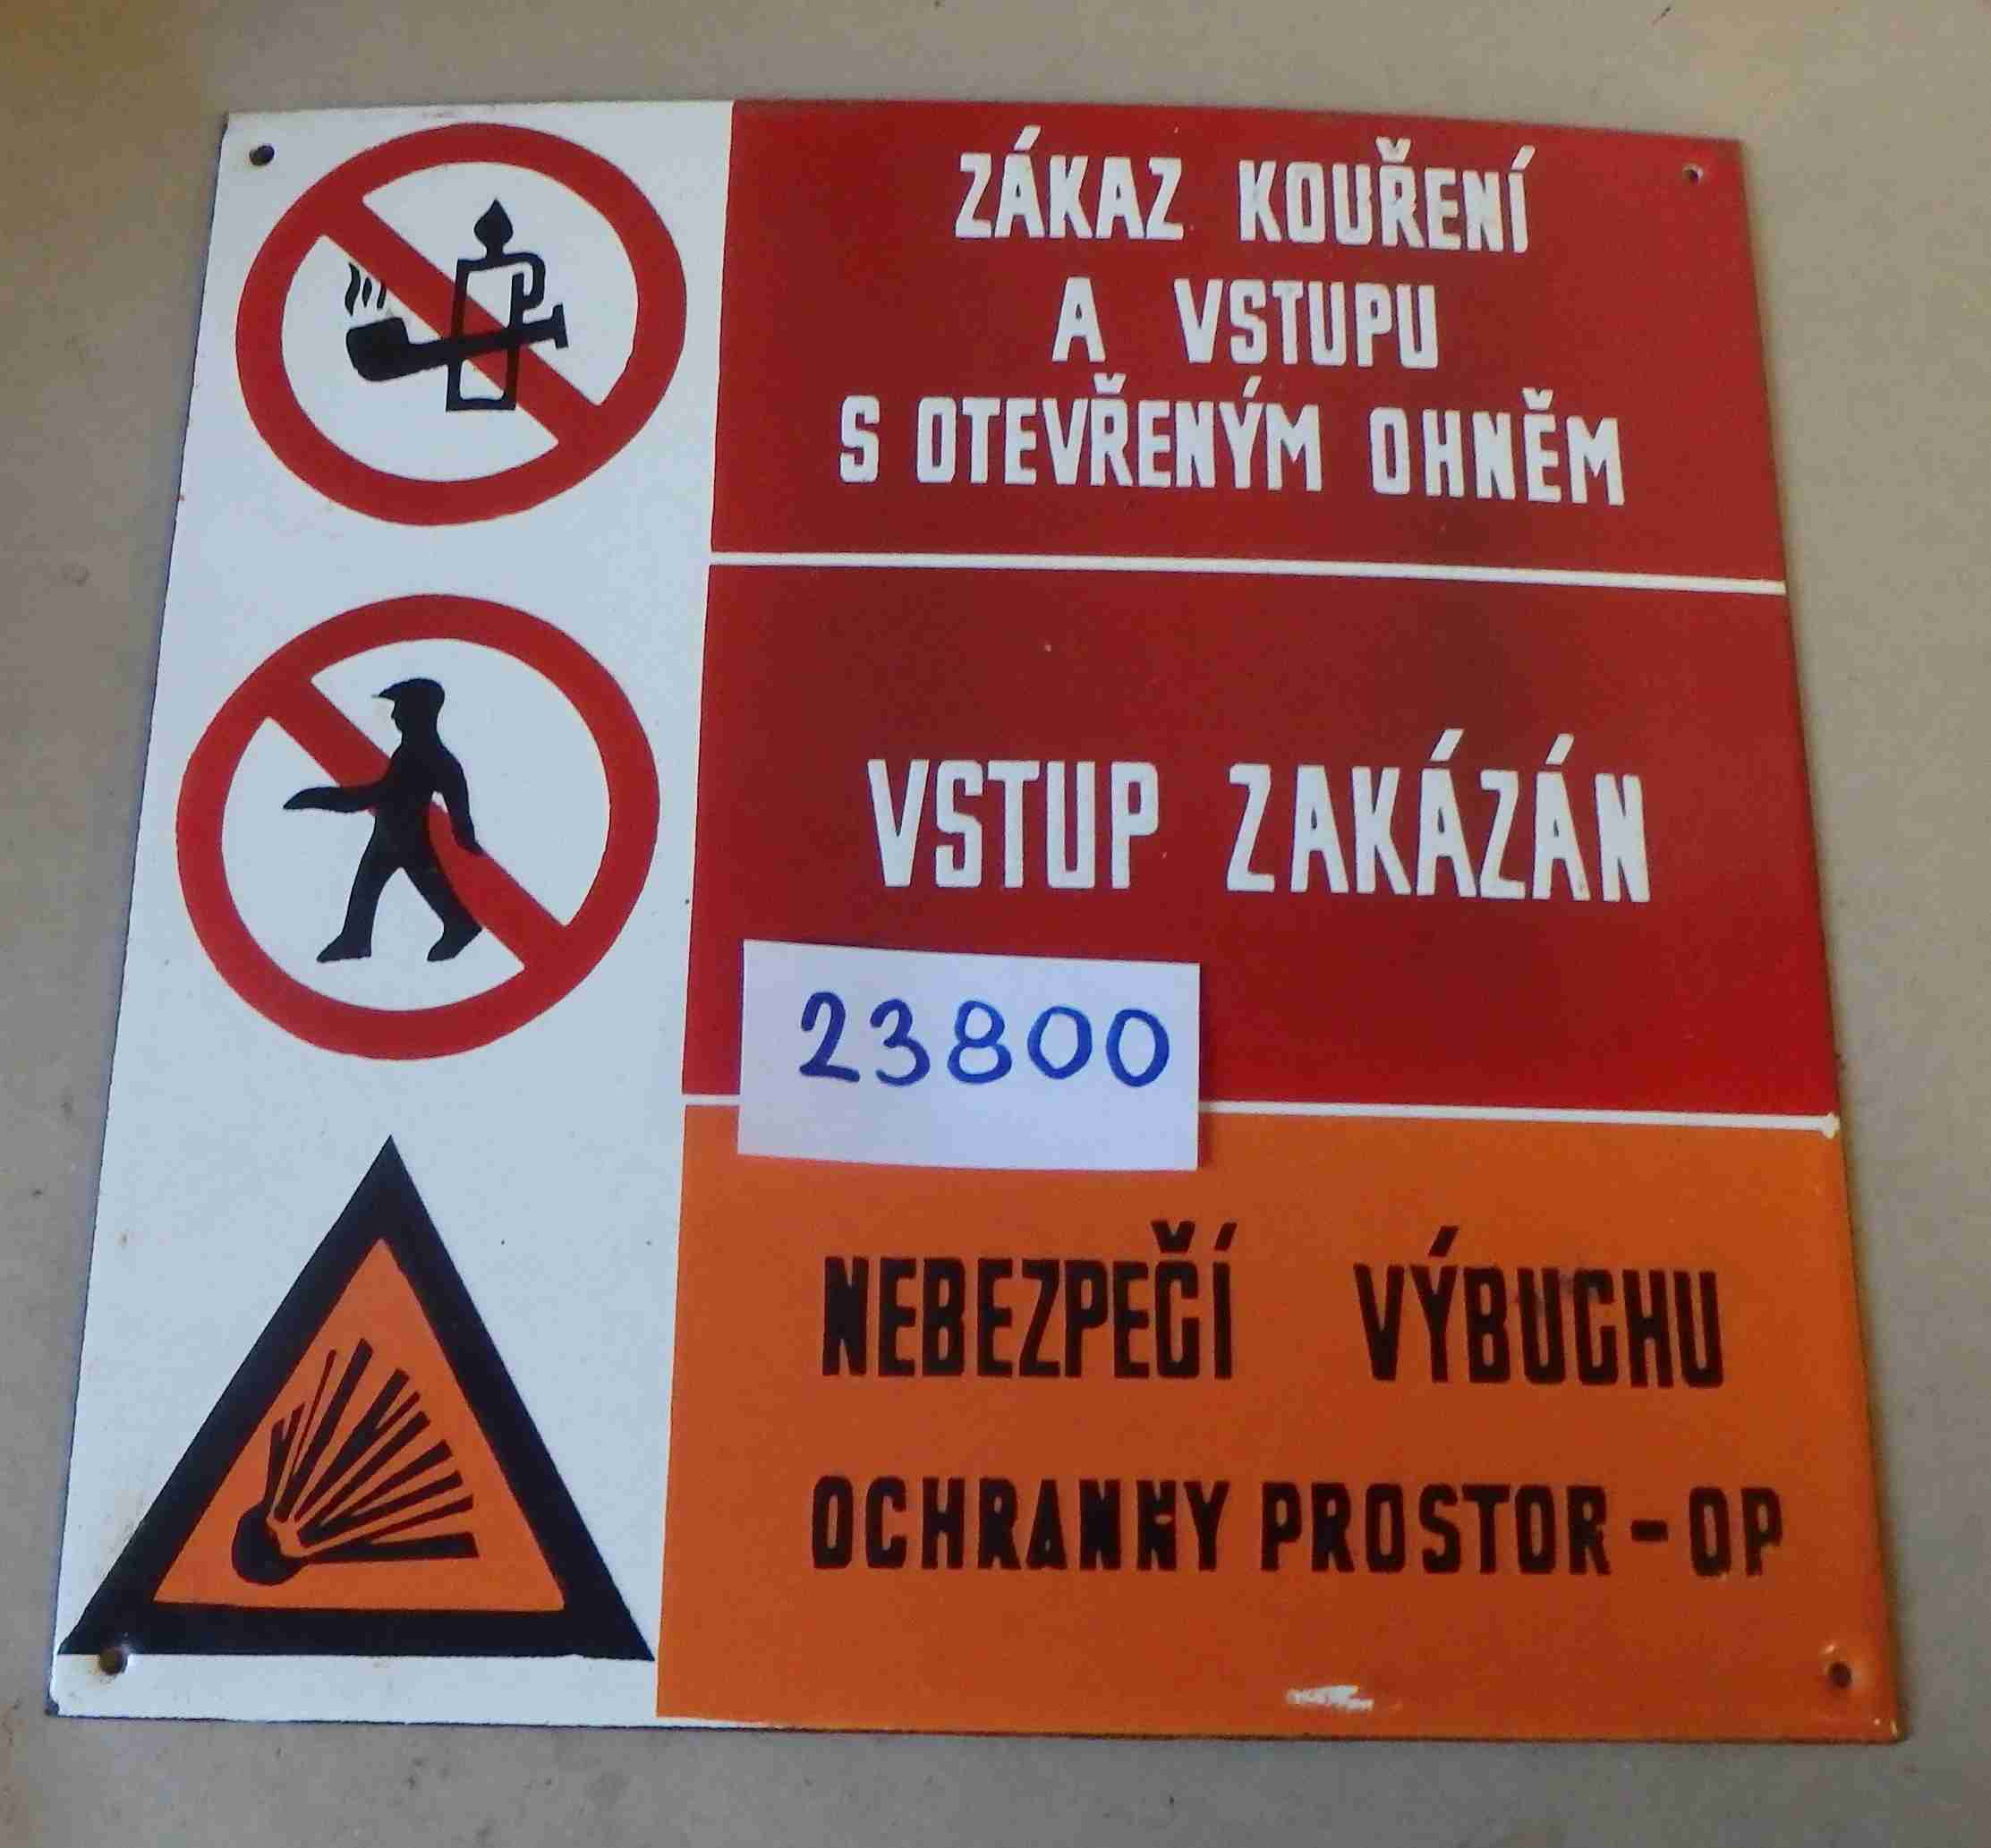 ZÁKAZ KOUŘENÍ
A VSTUPU
S OTEVŘENÝM OHNĚM
VSTUP ZAKÁZÁN
23800
NEBEZPEČÍ VÝBUCHU
OCHRANNY PROSTOR - OP